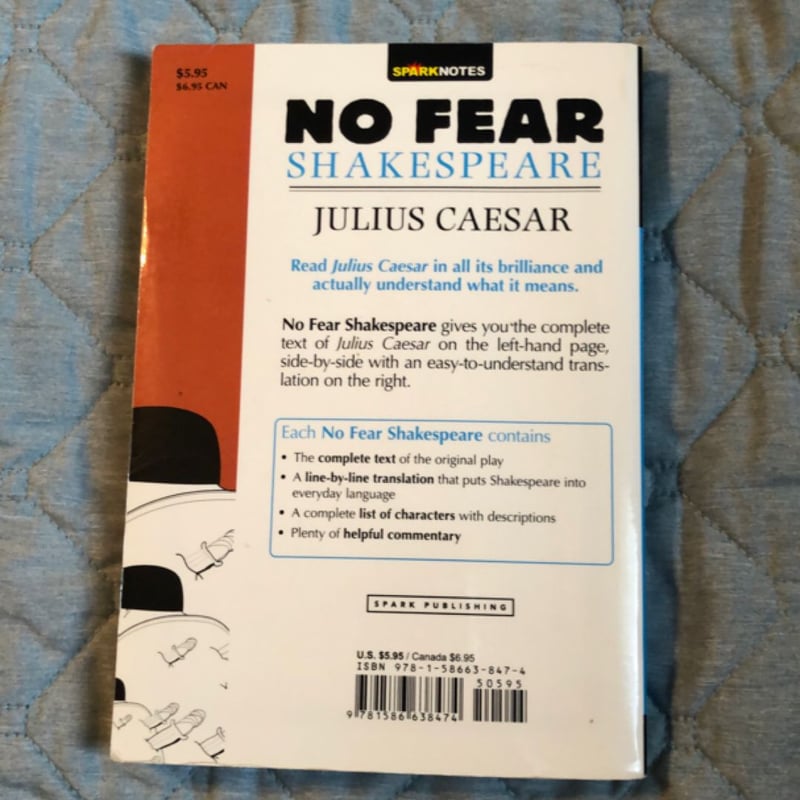 $5.95
$6.95 CAN
SPARKNOTES
NO FEAR
SHAKESPEARE
JULIUS CAESAR
Read Julius Caesar in all its brilliance and
actually understand what it means.
No Fear Shakespeare gives you the complete
text of Julius Caesar on the left-hand page,
side-by-side with an easy-to-understand trans-
lation on the right.
Each No Fear Shakespeare contains
• The complete text of the original play
• A line-by-line translation that puts Shakespeare into
everyday language
• A complete list of characters with descriptions
• Plenty of helpful commentary
SPARK PUBLISHING
U.S. $5.95 / Canada $6.95
ISBN 978-1-58663-847-4
50595
9 781586 638474